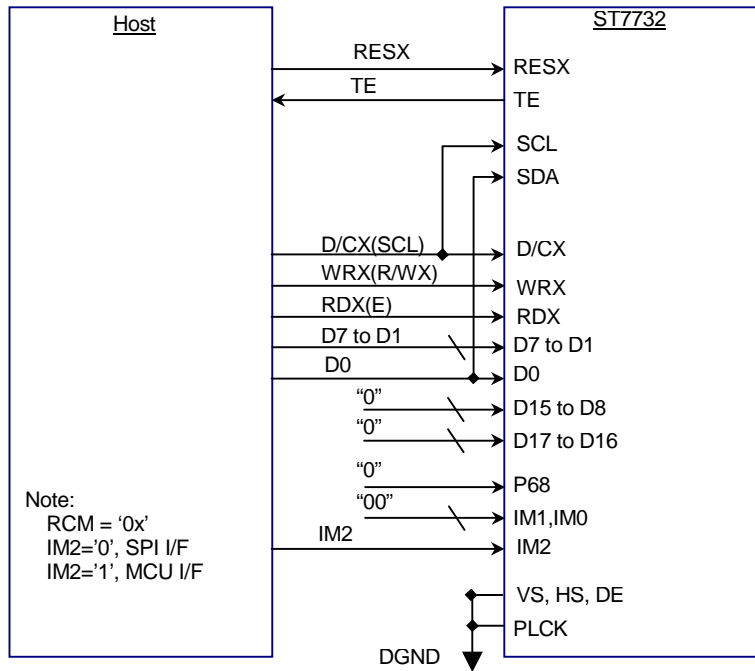 Host
ST7732
RESX
RESX
TE
TE
SCL
SDA
D/CX(SCL)
D/CX
WRX(R/WX)
WRX
RDX(E)
RDX
D7 to D1
D7 to D1
D0
D0
“0”
D15 to D8
“0”
D17 to D16
“0”
P68
“00”
IM1,IM0
IM2
IM2
Note:
RCM = ‘0x’
IM2=’0’, SPI I/F
IM2=’1’, MCU I/F
VS, HS, DE
PLCK
DGND